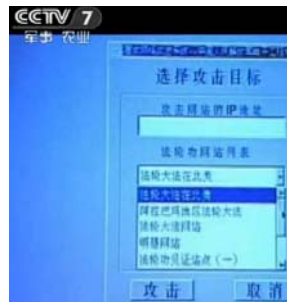 CCTV 7
军事 农业
选择攻击目标
攻击网站的IP地址
法轮功网站列表
法轮大法在北美
法轮大法在北美
阿拉巴马地区法轮大法
法轮大法网站
明慧网站
法轮功见证站点（一）
攻击
取消